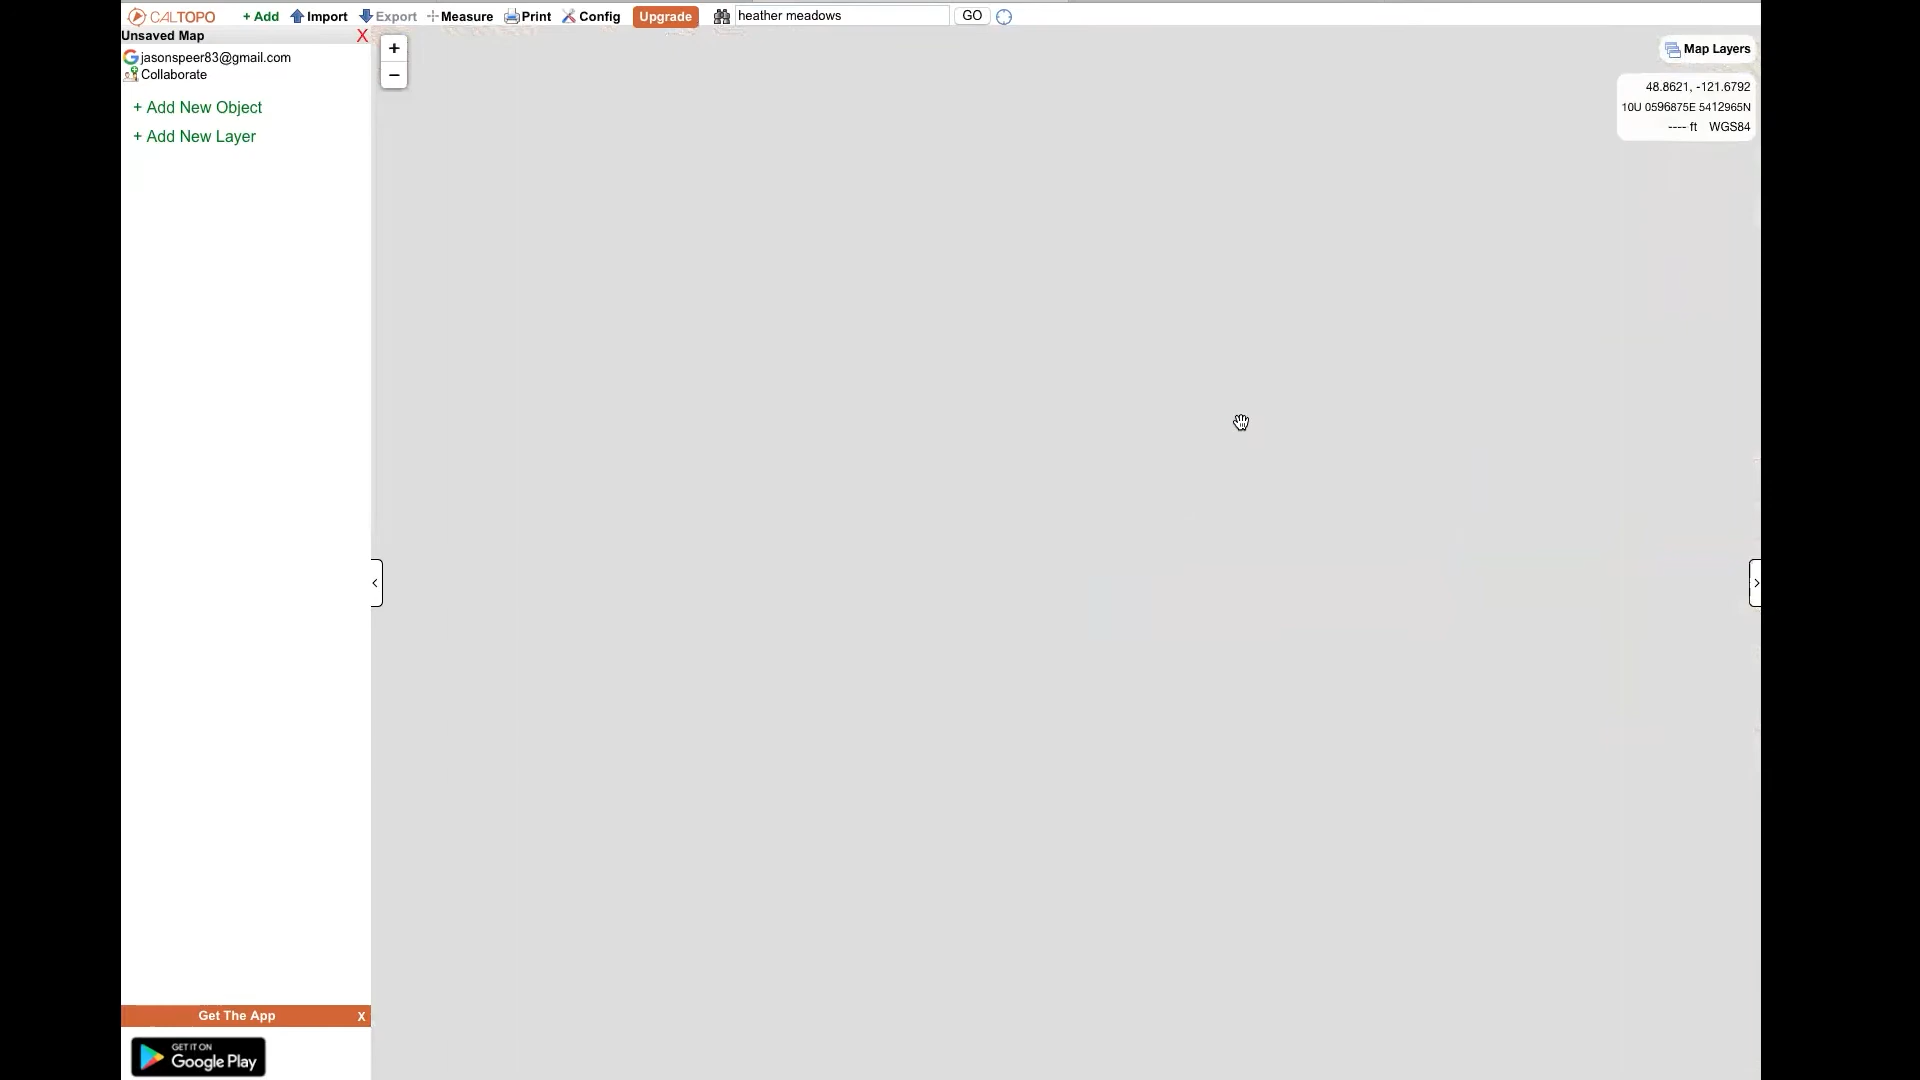 CALTOPO + Add Import Export Measure Print Config Upgrade heather meadows GO
Unsaved Map X
jasonspeer83@gmail.com
Collaborate
+ Add New Object
+ Add New Layer
+
−
Map Layers
48.8621, -121.6792
10U 0596875E 5412965N
---- ft WGS84
<
>
Get The App X
GET IT ON
Google Play